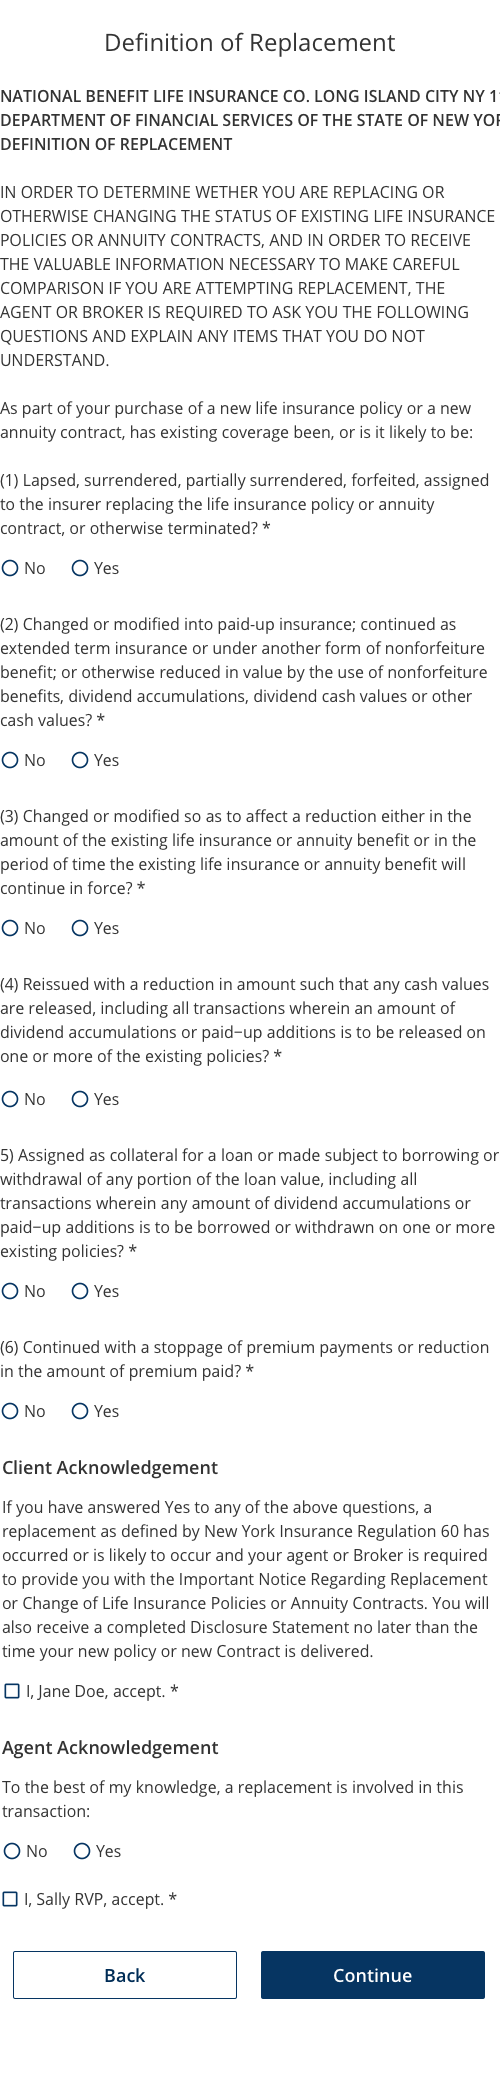 Definition of Replacement
NATIONAL BENEFIT LIFE INSURANCE CO. LONG ISLAND CITY NY
DEPARTMENT OF FINANCIAL SERVICES OF THE STATE OF NEW
DEFINITION OF REPLACEMENT
IN ORDER TO DETERMINE WETHER YOU ARE REPLACING OR
OTHERWISE CHANGING THE STATUS OF EXISTING LIFE INSURANCE
POLICIES OR ANNUITY CONTRACTS, AND IN ORDER TO RECEIVE
THE VALUABLE INFORMATION NECESSARY TO MAKE CAREFUL
COMPARISON IF YOU ARE ATTEMPTING REPLACEMENT, THE
AGENT OR BROKER IS REQUIRED TO ASK YOU THE FOLLOWING
QUESTIONS AND EXPLAIN ANY ITEMS THAT YOU DO NOT
UNDERSTAND.
As part of your purchase of a new life insurance policy or a new
annuity contract, has existing coverage been, or is it likely to be:
(1) Lapsed, surrendered, partially surrendered, forfeited, assigned
to the insurer replacing the life insurance policy or annuity
contract, or otherwise terminated? *
No Yes
(2) Changed or modified into paid-up insurance; continued as
extended term insurance or under another form of nonforfeiture
benefit; or otherwise reduced in value by the use of nonforfeiture
benefits, dividend accumulations, dividend cash values or other
cash values? *
No Yes
(3) Changed or modified so as to affect a reduction either in the
amount of the existing life insurance or annuity benefit or in the
period of time the existing life insurance or annuity benefit will
continue in force? *
No Yes
(4) Reissued with a reduction in amount such that any cash values
are released, including all transactions wherein an amount of
dividend accumulations or paid−up additions is to be released on
one or more of the existing policies? *
No Yes
5) Assigned as collateral for a loan or made subject to borrowing or
withdrawal of any portion of the loan value, including all
transactions wherein any amount of dividend accumulations or
paid−up additions is to be borrowed or withdrawn on one or more
existing policies? *
No Yes
(6) Continued with a stoppage of premium payments or reduction
in the amount of premium paid? *
No Yes
Client Acknowledgement
If you have answered Yes to any of the above questions, a
replacement as defined by New York Insurance Regulation 60 has
occurred or is likely to occur and your agent or Broker is required
to provide you with the Important Notice Regarding Replacement
or Change of Life Insurance Policies or Annuity Contracts. You will
also receive a completed Disclosure Statement no later than the
time your new policy or new Contract is delivered.
I, Jane Doe, accept. *
Agent Acknowledgement
To the best of my knowledge, a replacement is involved in this
transaction:
No Yes
I, Sally RVP, accept. *
Back Continue